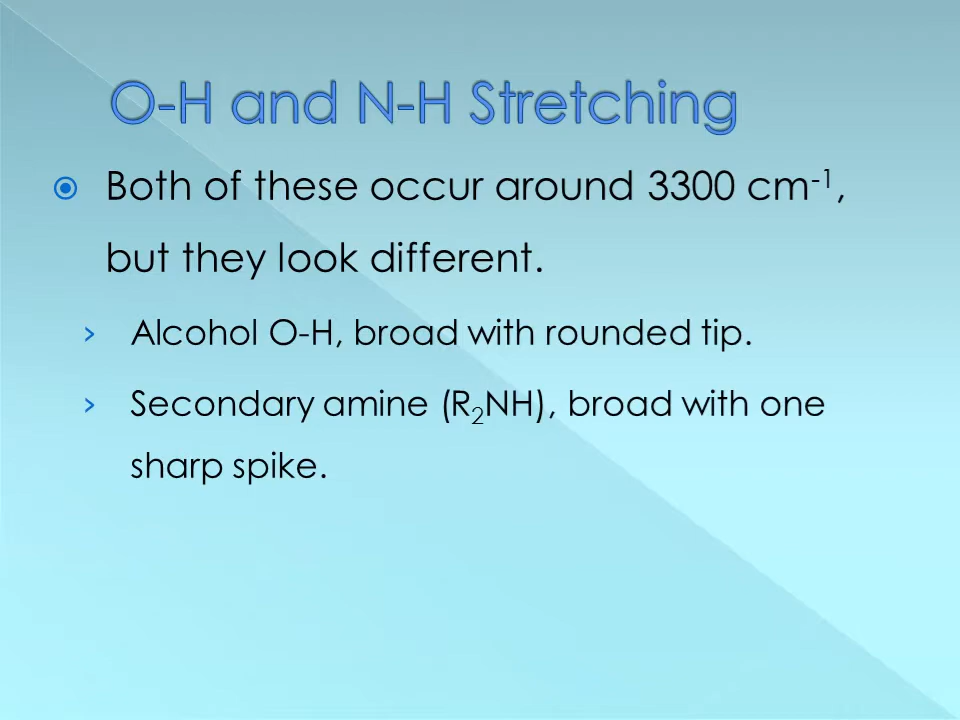 O-H and N-H Stretching
Both of these occur around 3300 cm⁻¹,
but they look different.
Alcohol O-H, broad with rounded tip.
Secondary amine (R₂NH), broad with one
sharp spike.